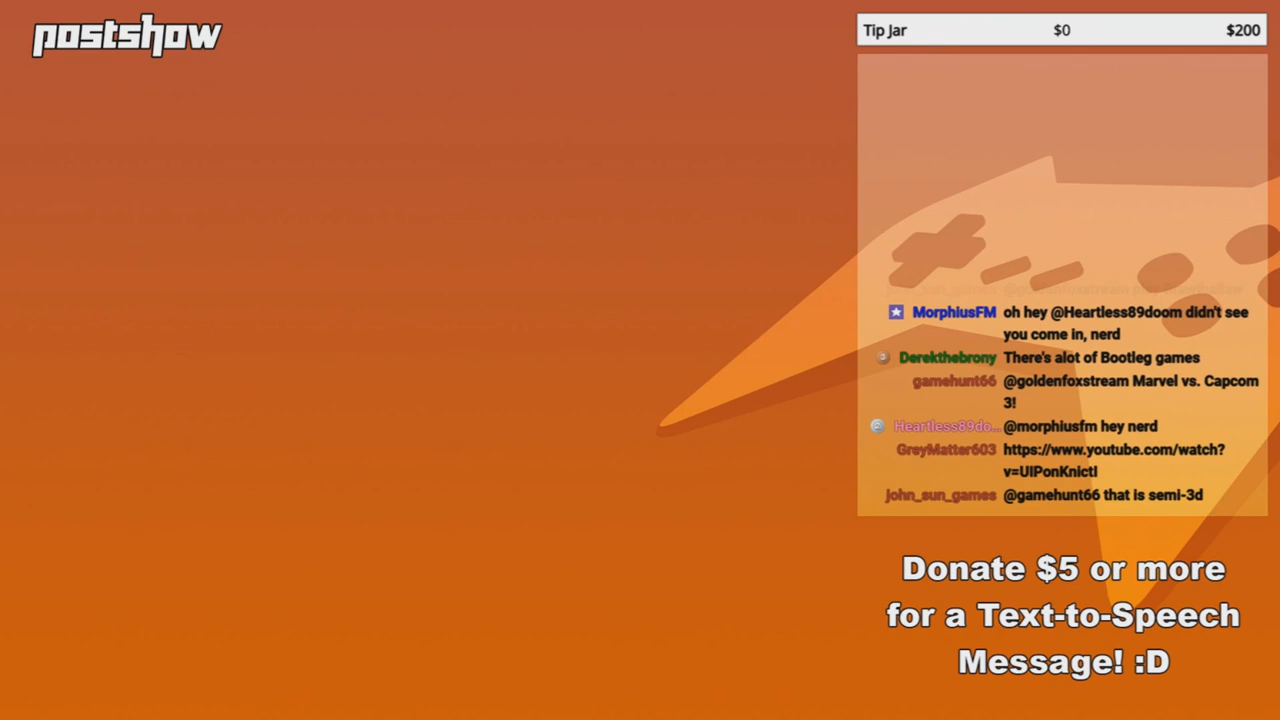 postshow
Tip Jar $0 $200
MorphiusFM oh hey @Heartless89doom didn't see
you come in, nerd
Derekthebrony There's alot of Bootleg games
gamehunt66 @goldenfoxstream Marvel vs. Capcom
3!
Heartless89do... @morphiusfm hey nerd
GreyMatter603 https://www.youtube.com/watch?
v=UlPonKnictI
john_sun_games @gamehunt66 that is semi-3d
Donate $5 or more
for a Text-to-Speech
Message! :D